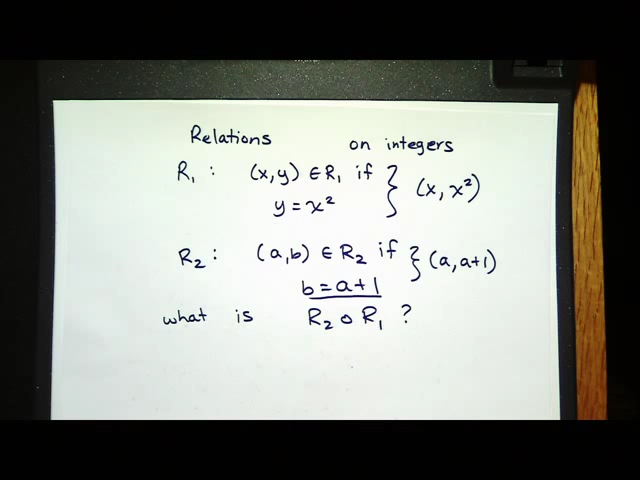 Relations on integers
R₁ : (x,y) ∈ R₁ if } (x, x²)
y = x²
R₂ : (a,b) ∈ R₂ if } (a, a+1)
b = a+1
what is R₂ ∘ R₁ ?